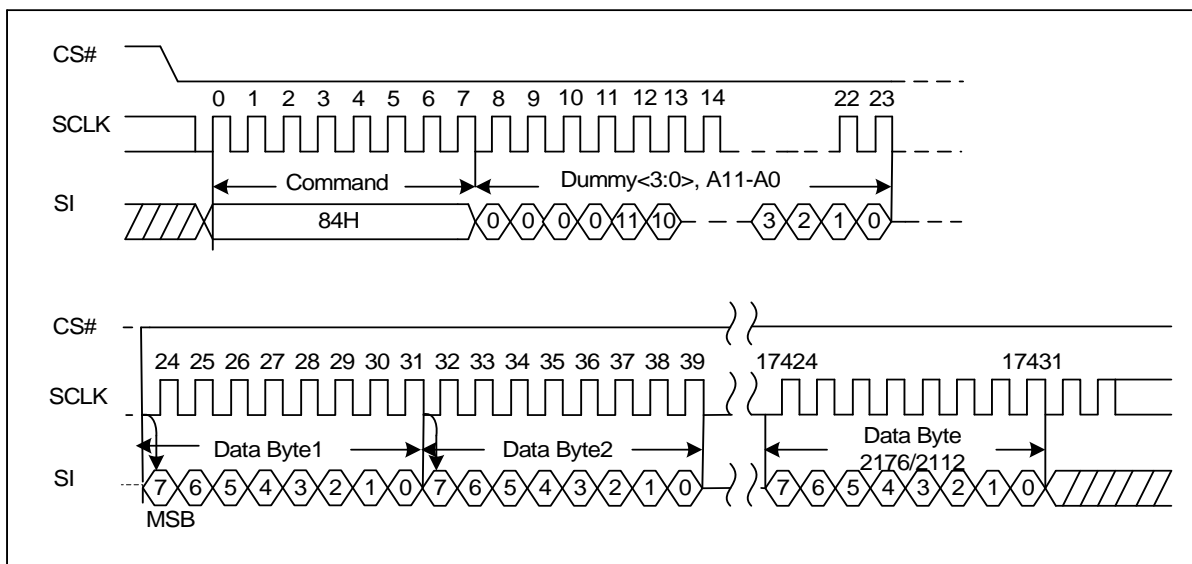 CS#
0 1 2 3 4 5 6 7 8 9 10 11 12 13 14 22 23
SCLK
Command Dummy<3:0>, A11-A0
SI
84H 0 0 0 0 11 10 3 2 1 0
CS#
24 25 26 27 28 29 30 31 32 33 34 35 36 37 38 39 17424 17431
SCLK
Data Byte1 Data Byte2 Data Byte
2176/2112
SI
7 6 5 4 3 2 1 0 7 6 5 4 3 2 1 0 7 6 5 4 3 2 1 0
MSB